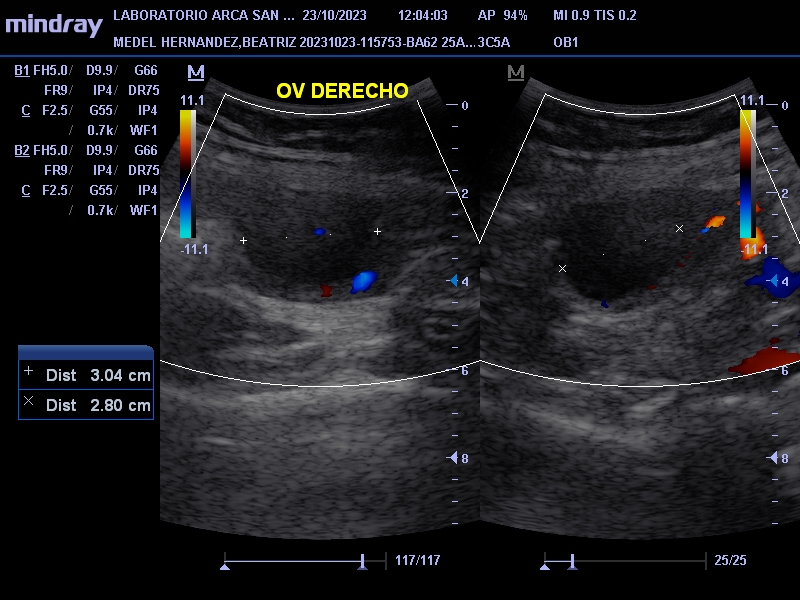 mindray
LABORATORIO ARCA SAN ... 23/10/2023 12:04:03 AP 94% MI 0.9 TIS 0.2
MEDEL HERNANDEZ,BEATRIZ 20231023-115753-BA62 25A...3C5A OB1
B1 FH5.0/ D9.9/ G66
FR9/ IP4/ DR75
C F2.5/ G55/ IP4
/ 0.7k/ WF1
B2 FH5.0/ D9.9/ G66
FR9/ IP4/ DR75
C F2.5/ G55/ IP4
/ 0.7k/ WF1
M
OV DERECHO
11.1
-11.1
0
2
4
6
8
M
11.1
-11.1
0
2
4
6
8
+ Dist 3.04 cm
× Dist 2.80 cm
117/117
25/25